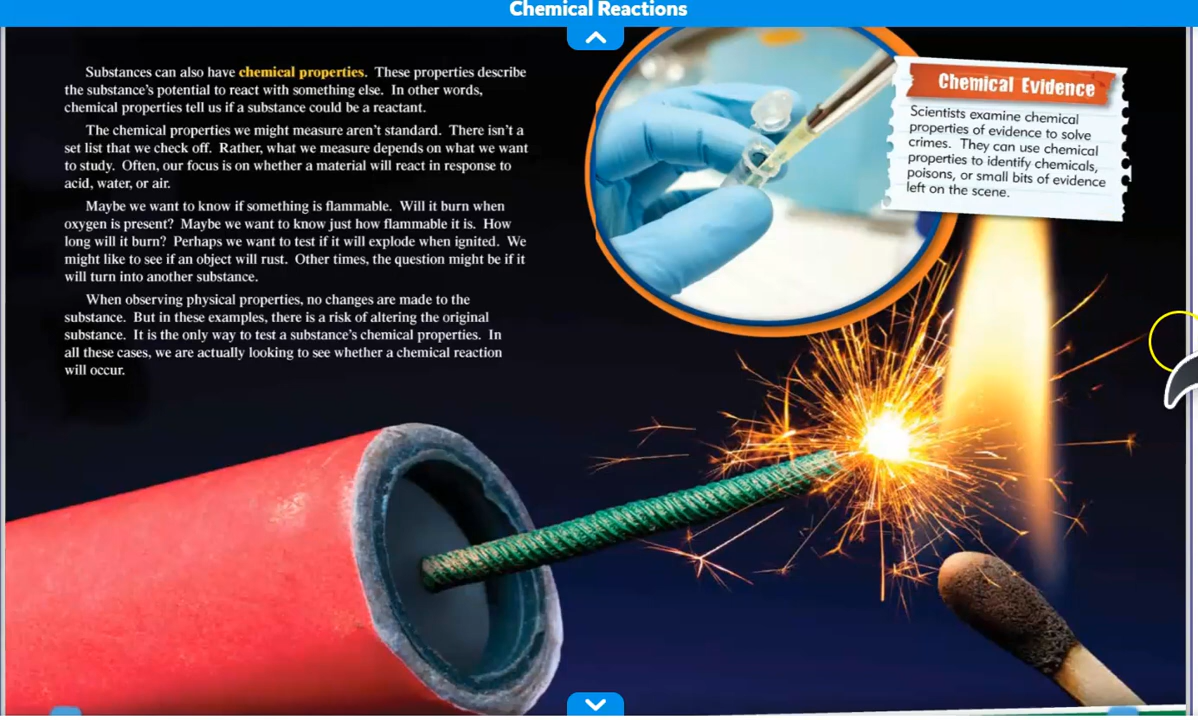 Chemical Reactions
Substances can also have chemical properties. These properties describe
the substance's potential to react with something else. In other words,
chemical properties tell us if a substance could be a reactant.
The chemical properties we might measure aren't standard. There isn't a
set list that we check off. Rather, what we measure depends on what we want
to study. Often, our focus is on whether a material will react in response to
acid, water, or air.
Maybe we want to know if something is flammable. Will it burn when
oxygen is present? Maybe we want to know just how flammable it is. How
long will it burn? Perhaps we want to test if it will explode when ignited. We
might like to see if an object will rust. Other times, the question might be if it
will turn into another substance.
When observing physical properties, no changes are made to the
substance. But in these examples, there is a risk of altering the original
substance. It is the only way to test a substance's chemical properties. In
all these cases, we are actually looking to see whether a chemical reaction
will occur.
Chemical Evidence
Scientists examine chemical
properties of evidence to solve
crimes. They can use chemical
properties to identify chemicals,
poisons, or small bits of evidence
left on the scene.